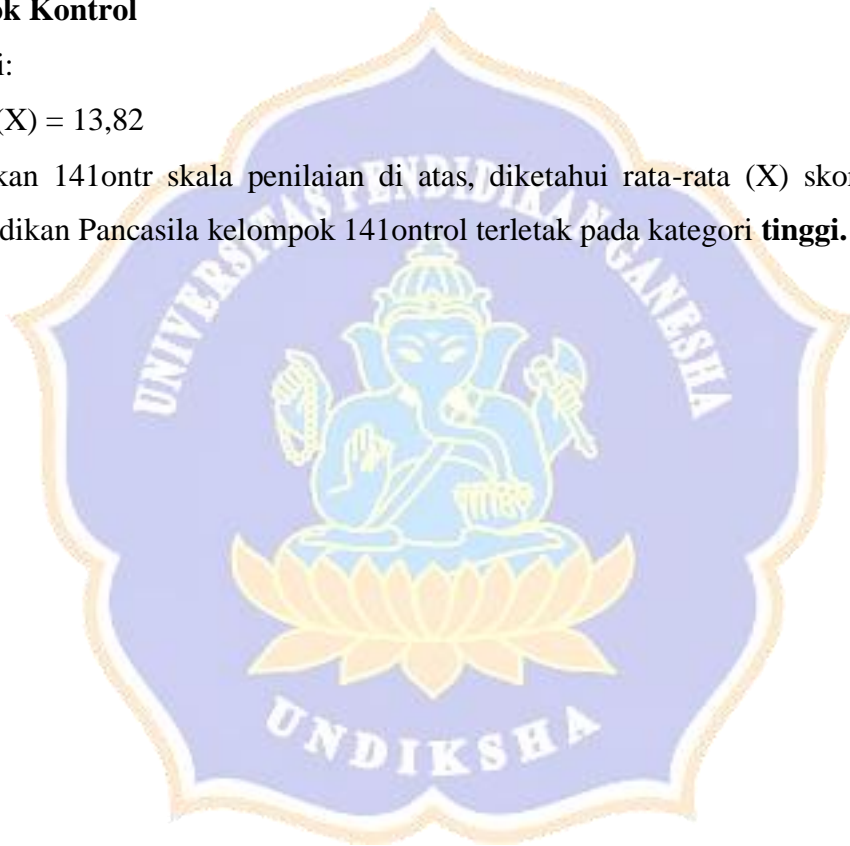 ok Kontrol
i:
(X) = 13,82
kan 141ontr skala penilaian di atas, diketahui rata-rata (X) skor
dikan Pancasila kelompok 141ontrol terletak pada kategori tinggi.
UNIVERSITAS PENDIDIKAN GANESHA
UNDIKSHA